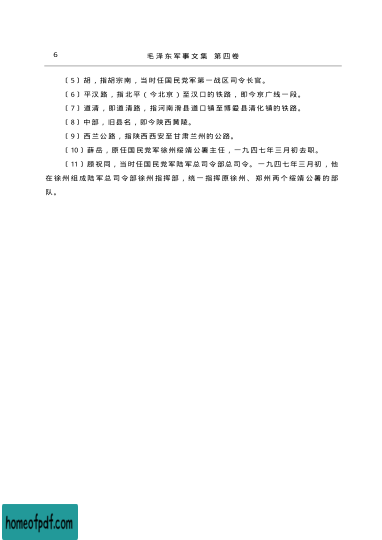 6
毛泽东军事文集 第四卷
〔5〕胡，指胡宗南，当时任国民党军第一战区司令长官。
〔6〕平汉路，指北平（今北京）至汉口的铁路，即今京广线一段。
〔7〕道清，即道清路，指河南滑县道口镇至博爱县清化镇的铁路。
〔8〕中部，旧县名，即今陕西黄陵。
〔9〕西兰公路，指陕西西安至甘肃兰州的公路。
〔10〕薛岳，原任国民党军徐州绥靖公署主任，一九四七年三月初去职。
〔11〕顾祝同，当时任国民党军陆军总司令部总司令。一九四七年三月初，他
在徐州组成陆军总司令部徐州指挥部，统一指挥原徐州、郑州两个绥靖公署的部
队。
homeofpdf.com